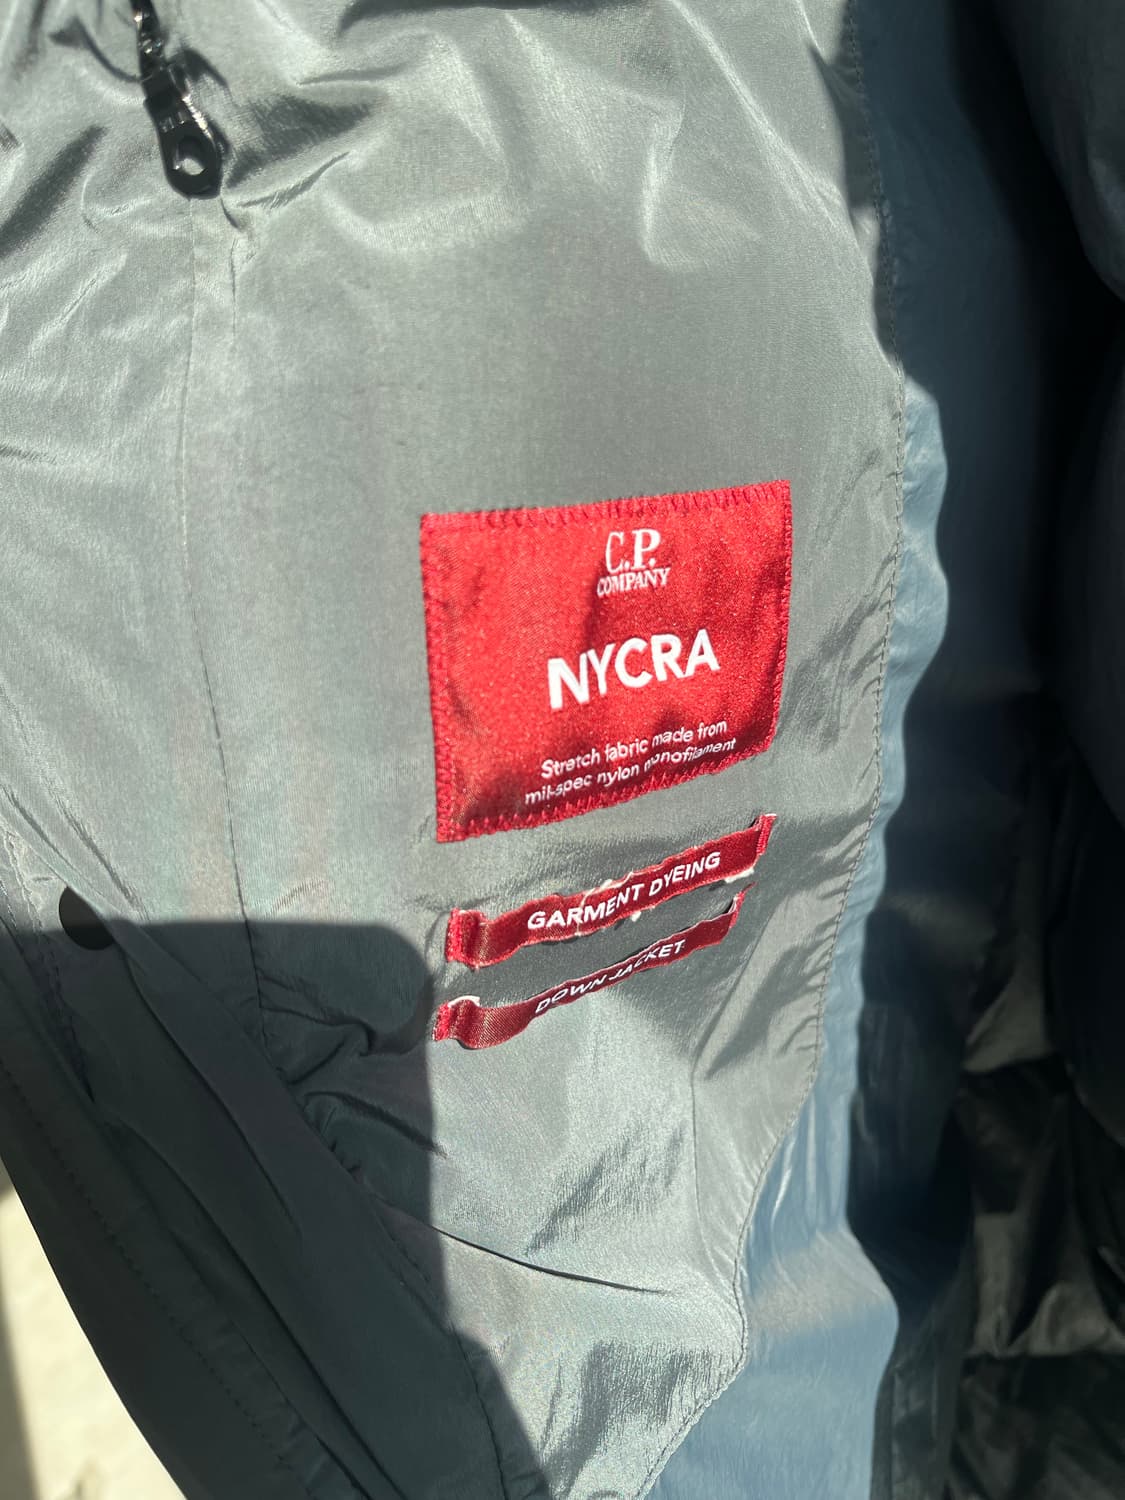 C.P.
COMPANY
NYCRA
Stretch fabric made from
mil-spec nylon monofilament
GARMENT DYEING
DOWN JACKET